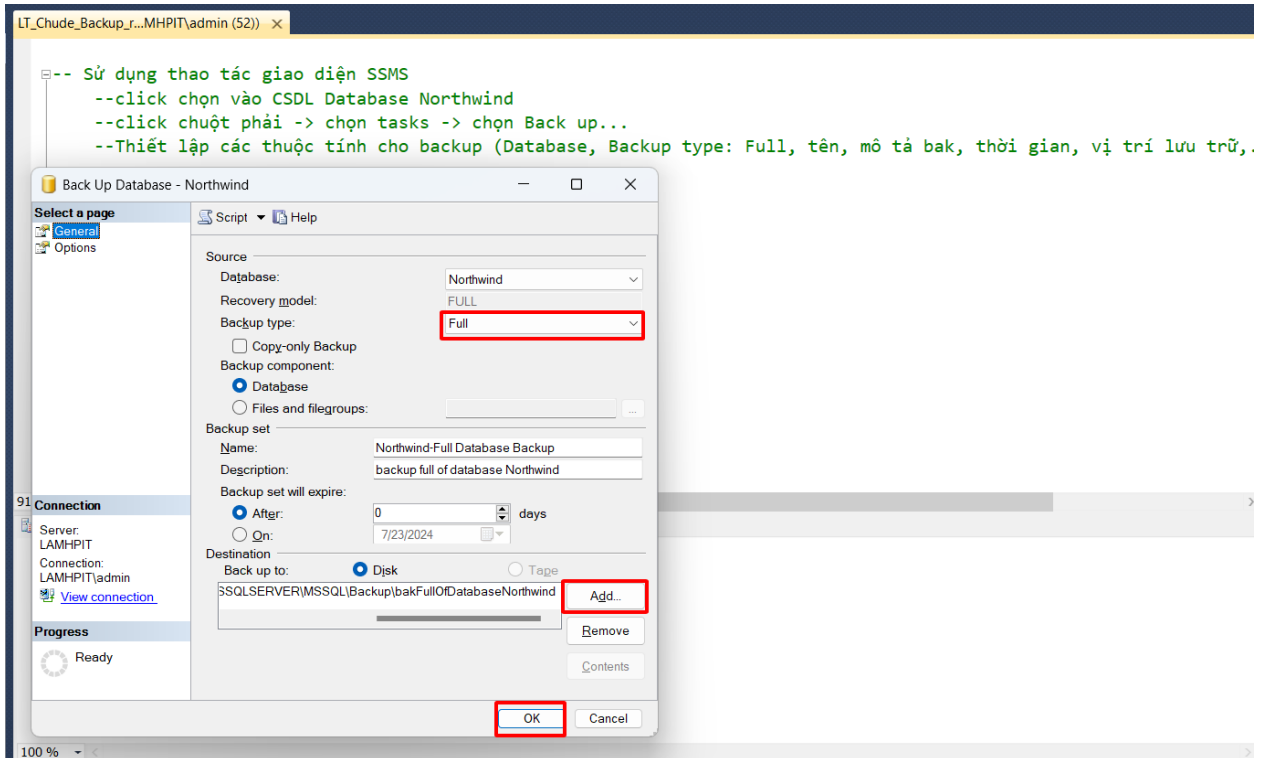 LT_Chude_Backup_r...MHPIT\admin (52))
-- Sử dụng thao tác giao diện SSMS
--click chọn vào CSDL Database Northwind
--click chuột phải -> chọn tasks -> chọn Back up...
--Thiết lập các thuộc tính cho backup (Database, Backup type: Full, tên, mô tả bak, thời gian, vị trí lưu trữ,.
Back Up Database - Northwind
Select a page
General
Options
Script Help
Source
Database: Northwind
Recovery model: FULL
Backup type: Full
Copy-only Backup
Backup component:
Database
Files and filegroups: ...
Backup set
Name: Northwind-Full Database Backup
Description: backup full of database Northwind
Backup set will expire:
After: 0 days
On: 7/23/2024
Destination
Back up to: Disk Tape
SSQLSERVER\MSSQL\Backup\bakFullOfDatabaseNorthwind
Add...
Remove
Contents
91
Connection
Server:
LAMHPIT
Connection:
LAMHPIT\admin
View connection
Progress
Ready
OK Cancel
100 %